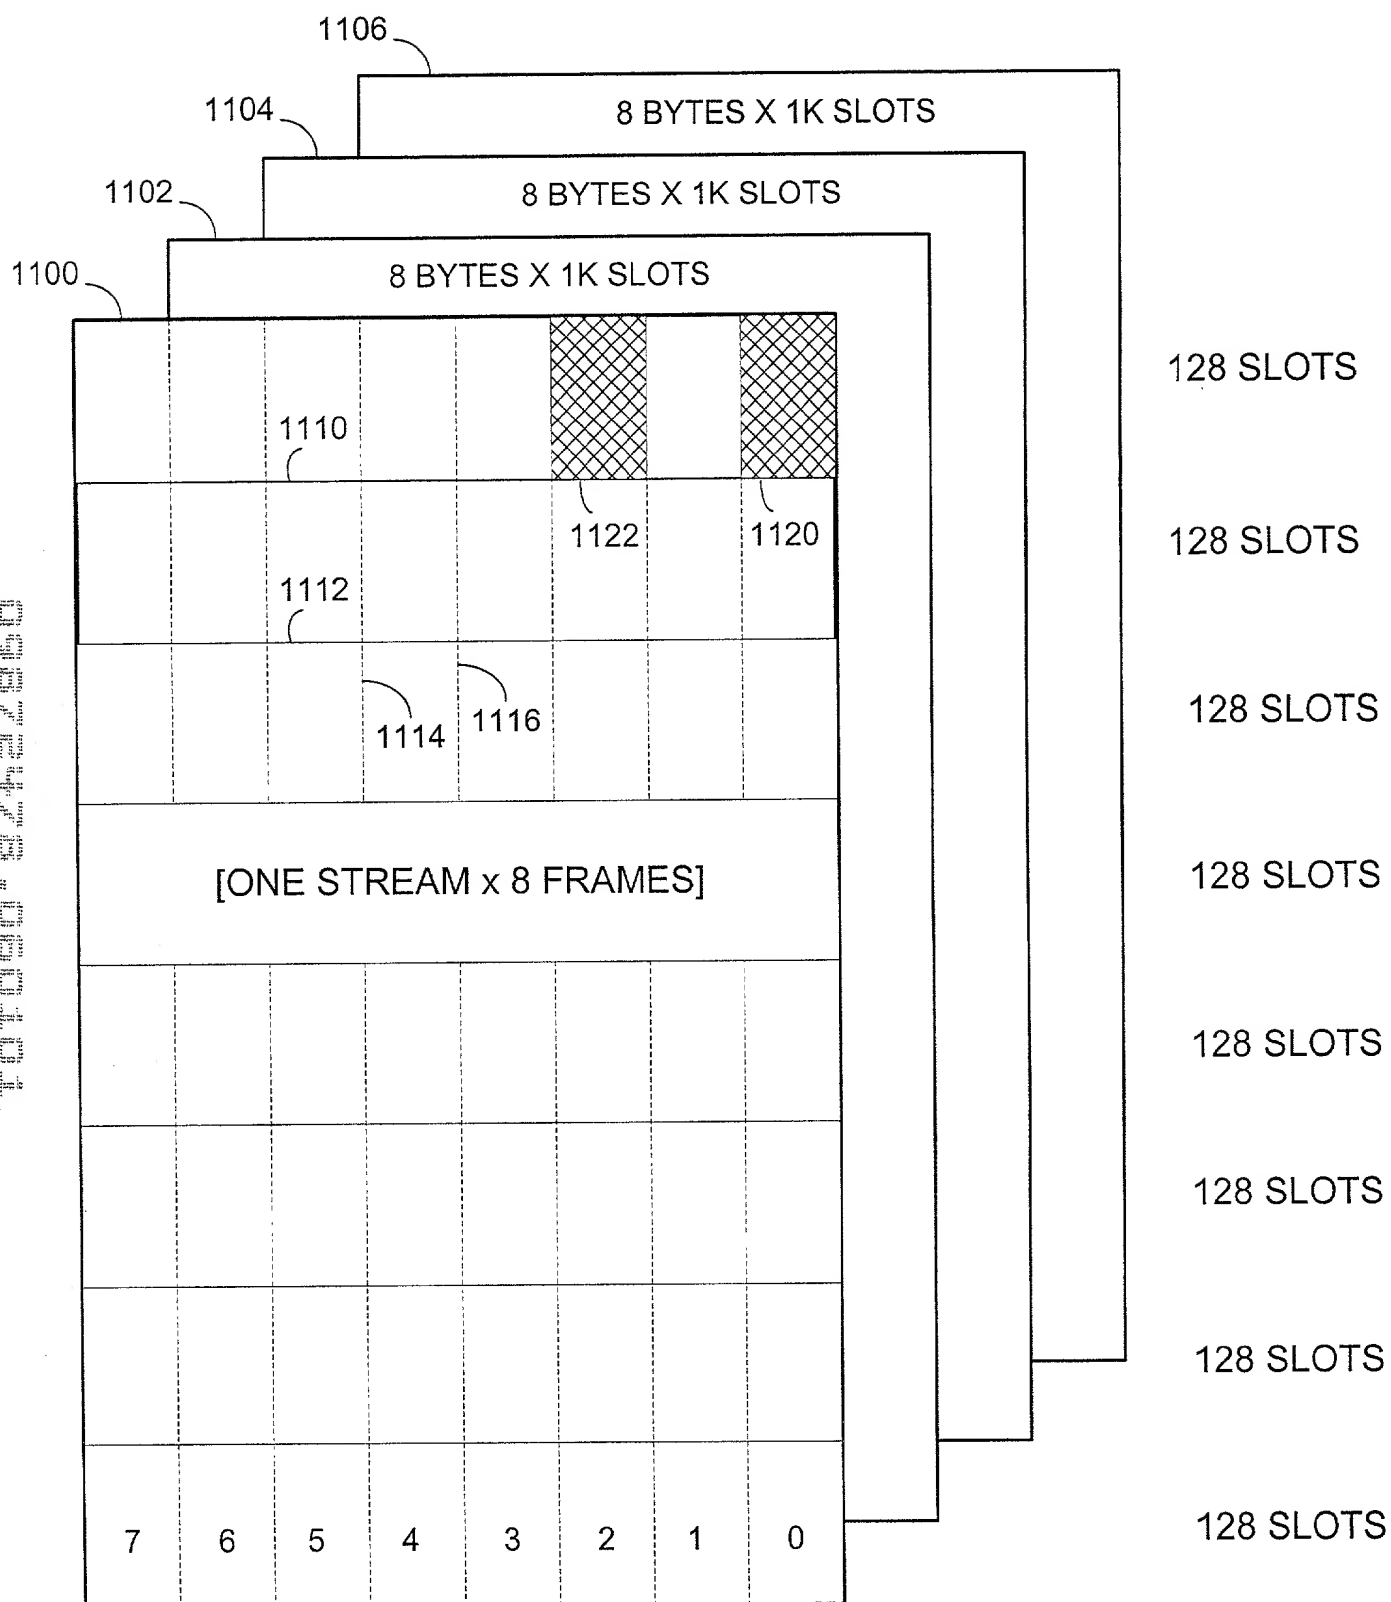 1106
8 BYTES X 1K SLOTS
1104
8 BYTES X 1K SLOTS
1102
8 BYTES X 1K SLOTS
1100
128 SLOTS
1110
1122
1120
128 SLOTS
1112
1114
1116
128 SLOTS
[ONE STREAM x 8 FRAMES]
128 SLOTS
128 SLOTS
128 SLOTS
128 SLOTS
7 6 5 4 3 2 1 0
128 SLOTS